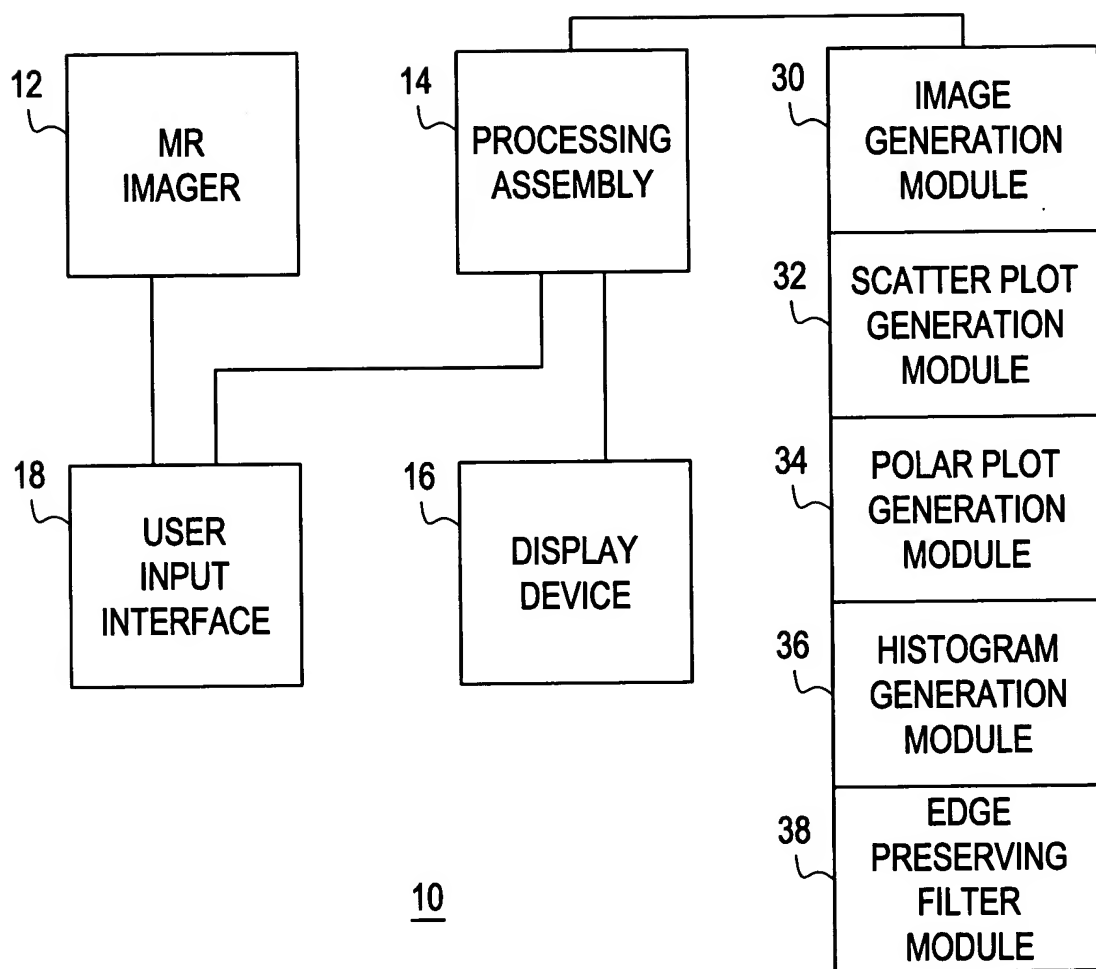 12
MR
IMAGER
14
PROCESSING
ASSEMBLY
30
IMAGE
GENERATION
MODULE
32
SCATTER PLOT
GENERATION
MODULE
18
USER
INPUT
INTERFACE
16
DISPLAY
DEVICE
34
POLAR PLOT
GENERATION
MODULE
36
HISTOGRAM
GENERATION
MODULE
38
EDGE
PRESERVING
FILTER
MODULE
10